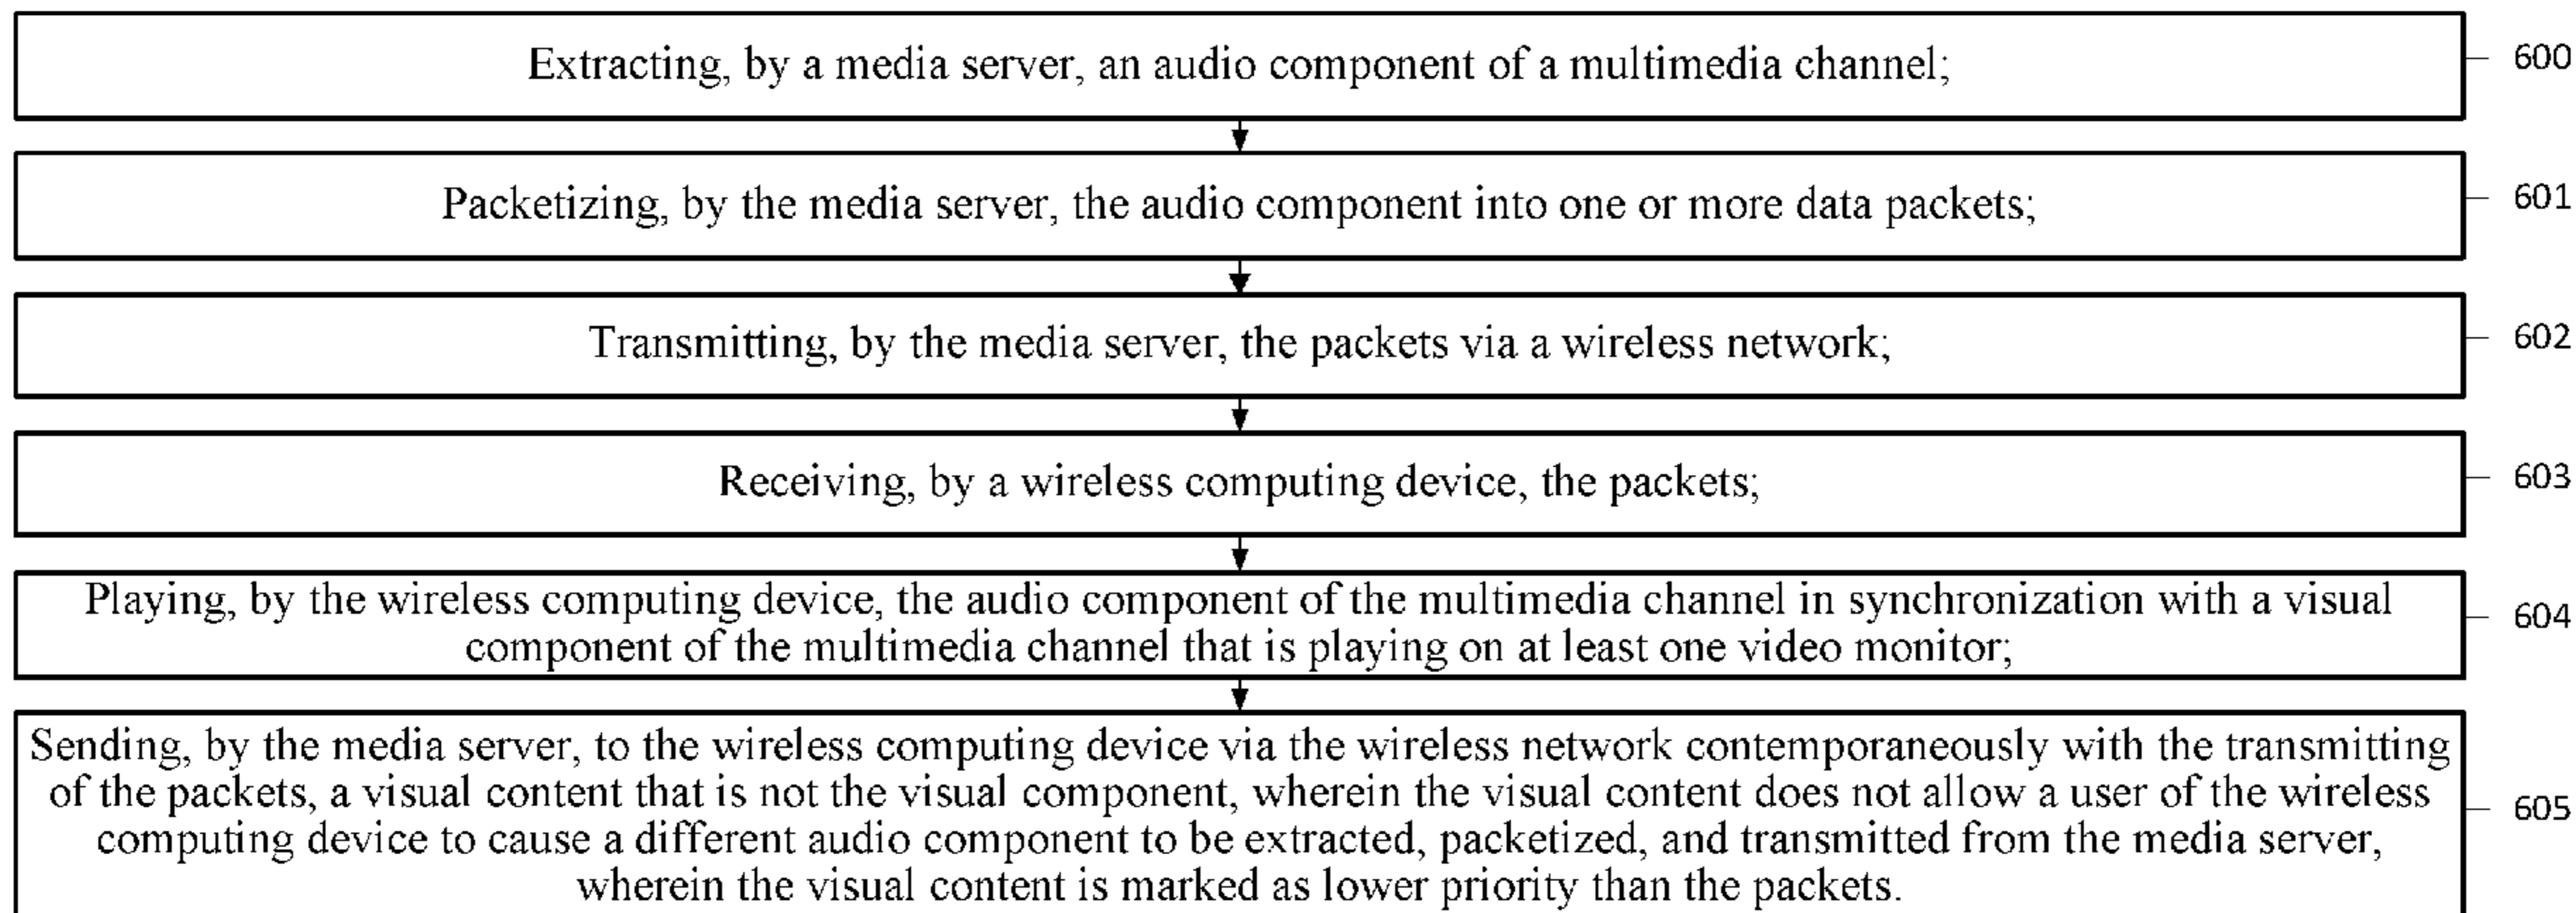 Extracting, by a media server, an audio component of a multimedia channel;
600
Packetizing, by the media server, the audio component into one or more data packets;
601
Transmitting, by the media server, the packets via a wireless network;
602
Receiving, by a wireless computing device, the packets;
603
Playing, by the wireless computing device, the audio component of the multimedia channel in synchronization with a visual
component of the multimedia channel that is playing on at least one video monitor;
604
Sending, by the media server, to the wireless computing device via the wireless network contemporaneously with the transmitting
of the packets, a visual content that is not the visual component, wherein the visual content does not allow a user of the wireless
computing device to cause a different audio component to be extracted, packetized, and transmitted from the media server,
wherein the visual content is marked as lower priority than the packets.
605